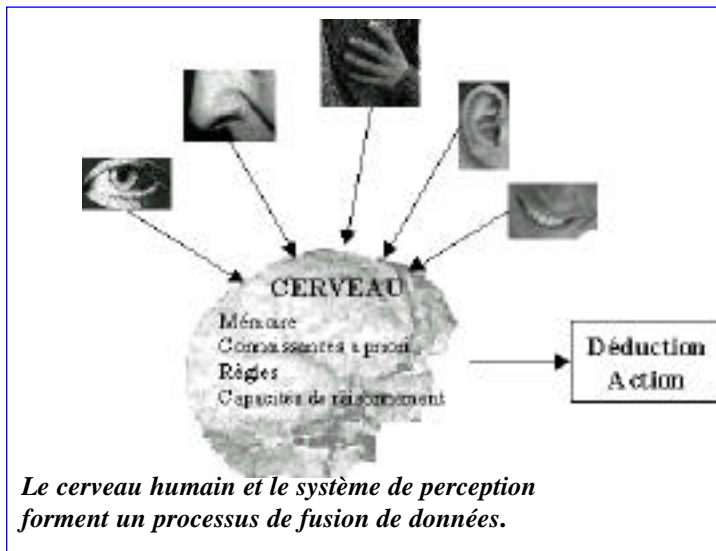 CERVEAU
Mémoire
Connaissances a priori
Règles
Capacités de raisonnement
Déduction
Action
Le cerveau humain et le système de perception
forment un processus de fusion de données.